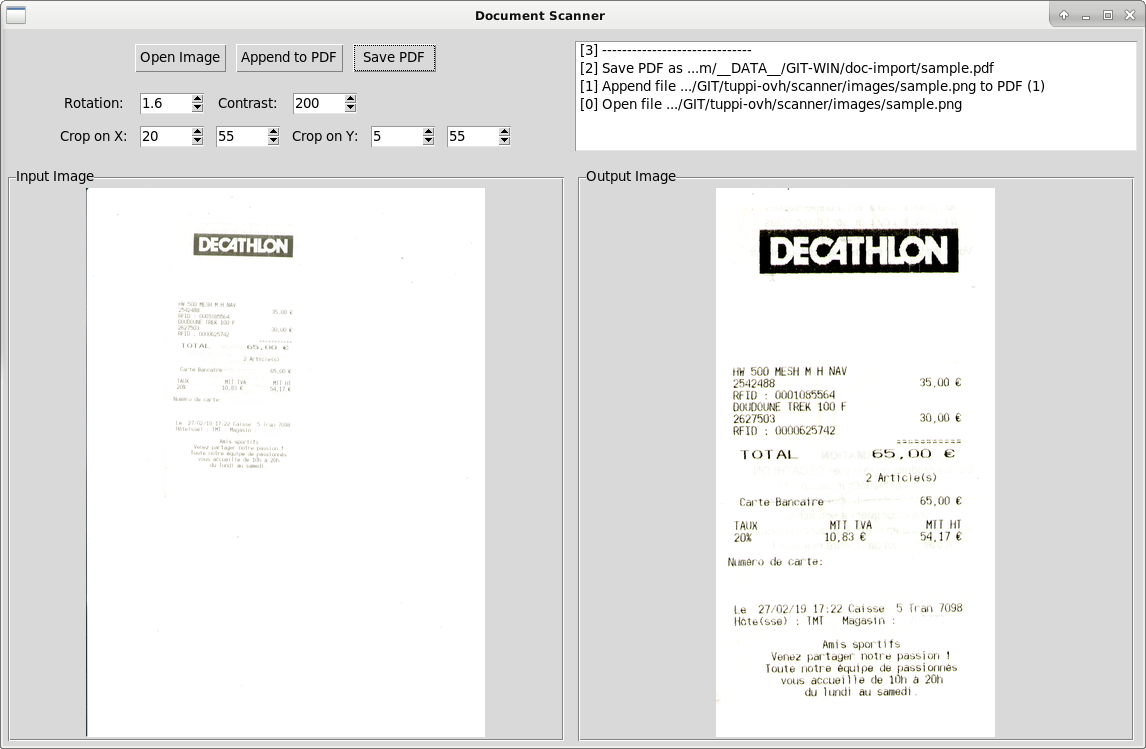 Document Scanner
Open Image Append to PDF Save PDF
Rotation: 1.6 Contrast: 200
Crop on X: 20 55 Crop on Y: 5 55
[3] ------------------------------
[2] Save PDF as ...m/__DATA__/GIT-WIN/doc-import/sample.pdf
[1] Append file .../GIT/tuppi-ovh/scanner/images/sample.png to PDF (1)
[0] Open file .../GIT/tuppi-ovh/scanner/images/sample.png
Input Image
DECATHLON
HW 500 MESH M H NAV
2542488 35,00 €
RFID : 0001085564
DOUDOUNE TREK 100 F
2627503 30,00 €
RFID : 0000625742
-----------
TOTAL 65,00 €
2 Article(s)
Carte Bancaire 65,00 €
TAUX MTT TVA MTT HT
20% 10,83 € 54,17 €
Numéro de carte:
Le 27/02/19 17:22 Caisse 5 Tran 7098
Hôte(sse) : TMT Magasin :
Amis sportifs
Venez partager notre passion !
Toute notre équipe de passionnés
vous accueille de 10h à 20h
du lundi au samedi
Output Image
DECATHLON
HW 500 MESH M H NAV
2542488 35,00 €
RFID : 0001085564
DOUDOUNE TREK 100 F
2627503 30,00 €
RFID : 0000625742
===========
TOTAL 65,00 €
2 Article(s)
Carte Bancaire 65,00 €
TAUX MTT TVA MTT HT
20% 10,83 € 54,17 €
Numéro de carte:
Le 27/02/19 17:22 Caisse 5 Tran 7098
Hôte(sse) : TMT Magasin :
Amis sportifs
Venez partager notre passion !
Toute notre équipe de passionnés
vous accueille de 10h à 20h
du lundi au samedi.